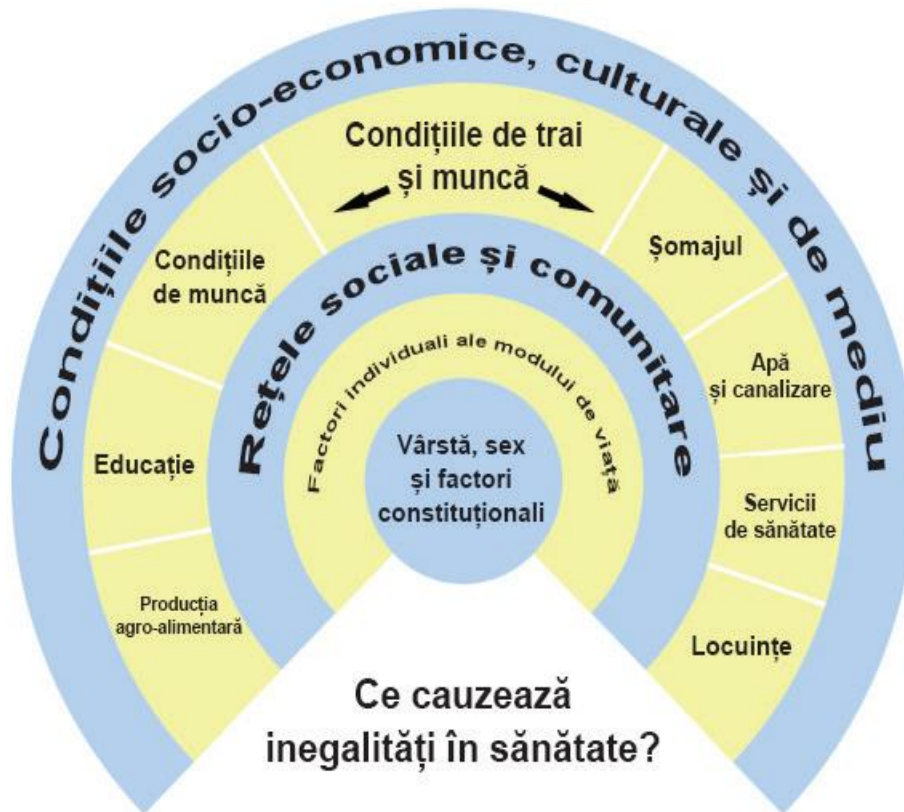 Condițiile socio-economice, culturale și de mediu
Condițiile de trai
și muncă
Condițiile
de muncă
Șomajul
Educație
Apă
și canalizare
Producția
agro-alimentară
Servicii
de sănătate
Locuințe
Rețele sociale și comunitare
Factori individuali ale modului de viață
Vârstă, sex
și factori
constituționali
Ce cauzează
inegalități în sănătate?